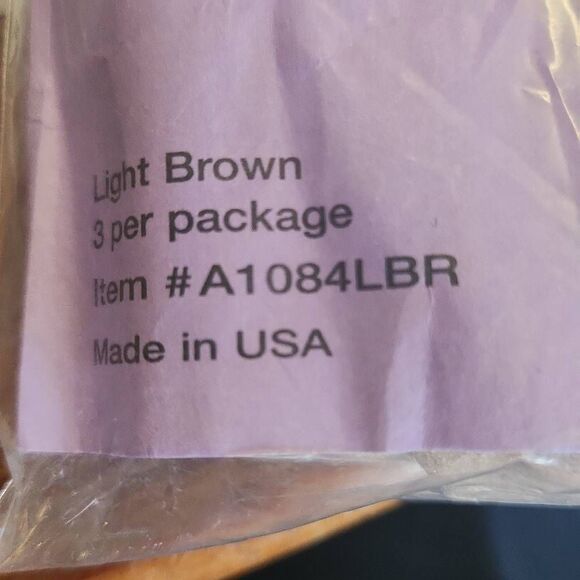 Light Brown
3 per package
Item #A1084LBR
Made in USA